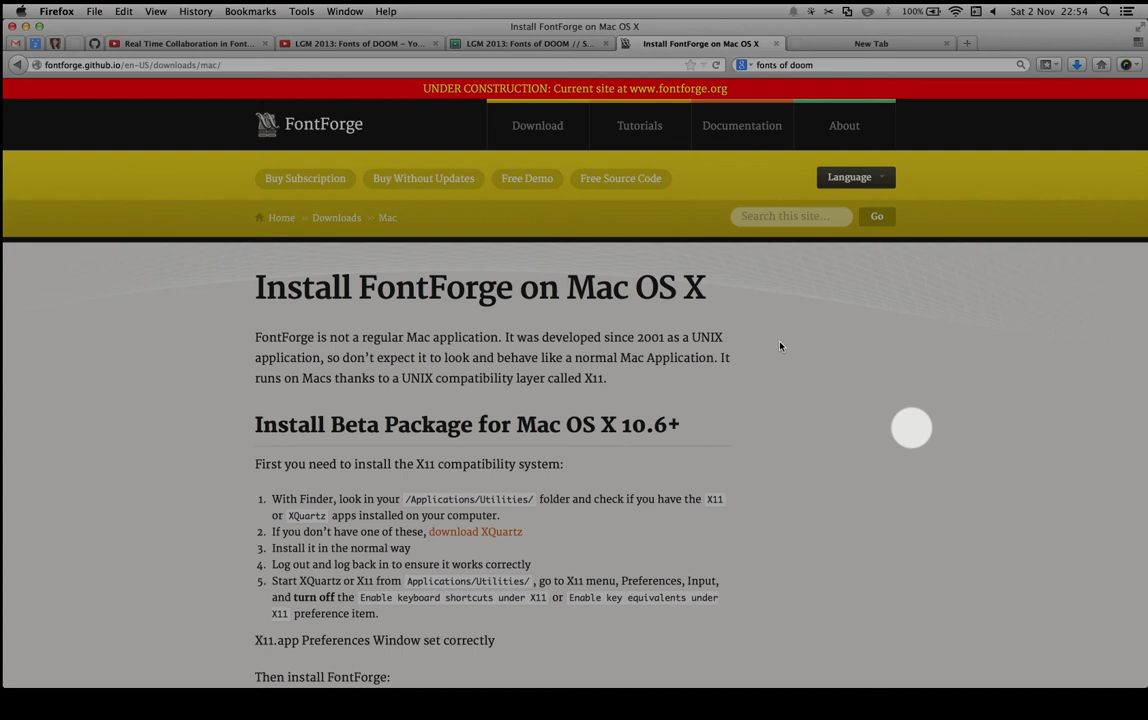 Firefox File Edit View History Bookmarks Tools Window Help 100% Sat 2 Nov 22:54
Install FontForge on Mac OS X
Real Time Collaboration in Font... LGM 2013: Fonts of DOOM – Yo... LGM 2013: Fonts of DOOM // S... Install FontForge on Mac OS X New Tab
fontforge.github.io/en-US/downloads/mac/ fonts of doom
UNDER CONSTRUCTION: Current site at www.fontforge.org
FontForge Download Tutorials Documentation About
Buy Subscription Buy Without Updates Free Demo Free Source Code Language
Home » Downloads » Mac Search this site... Go
Install FontForge on Mac OS X
FontForge is not a regular Mac application. It was developed since 2001 as a UNIX
application, so don't expect it to look and behave like a normal Mac Application. It
runs on Macs thanks to a UNIX compatibility layer called X11.
Install Beta Package for Mac OS X 10.6+
First you need to install the X11 compatibility system:
1. With Finder, look in your /Applications/Utilities/ folder and check if you have the X11
or XQuartz apps installed on your computer.
2. If you don't have one of these, download XQuartz
3. Install it in the normal way
4. Log out and log back in to ensure it works correctly
5. Start XQuartz or X11 from Applications/Utilities/ , go to X11 menu, Preferences, Input,
and turn off the Enable keyboard shortcuts under X11 or Enable key equivalents under
X11 preference item.
X11.app Preferences Window set correctly
Then install FontForge: